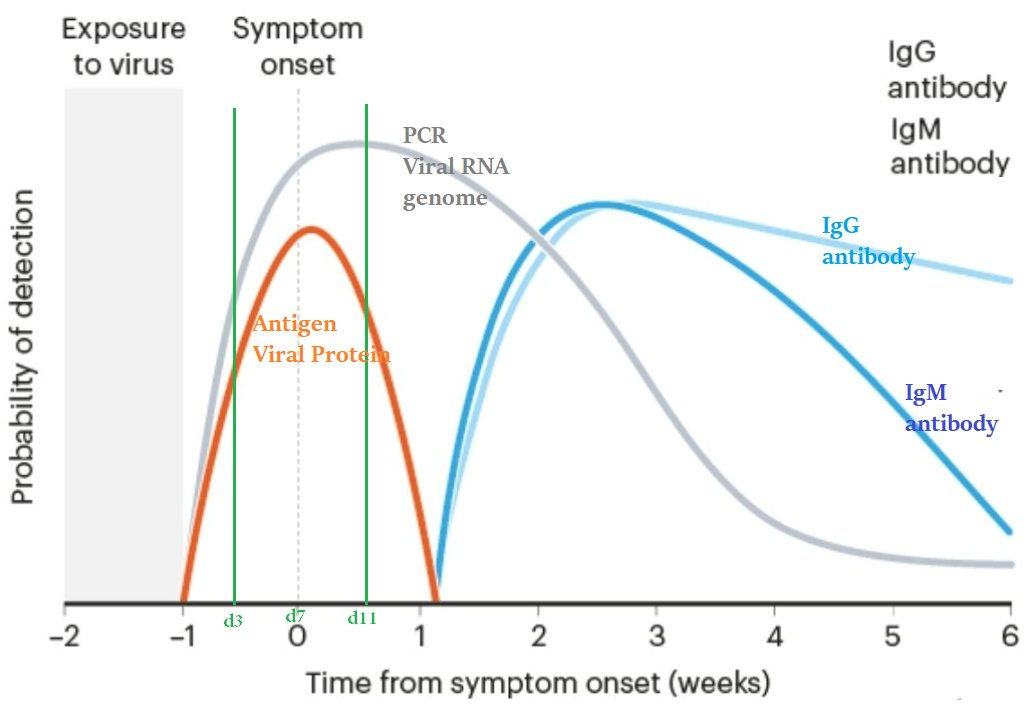 Exposure
to virus
Symptom
onset
IgG
antibody
IgM
antibody
PCR
Viral RNA
genome
IgG
antibody
Antigen
Viral Protein
IgM
antibody
Probability of detection
d3
d7
d11
−2
−1
0
1
2
3
4
5
6
Time from symptom onset (weeks)